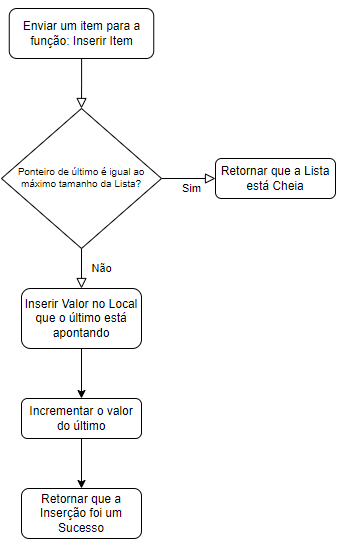 Enviar um item para a
função: Inserir Item
Ponteiro de último é igual ao
máximo tamanho da Lista?
Sim
Retornar que a Lista
está Cheia
Não
Inserir Valor no Local
que o último está
apontando
Incrementar o valor
do último
Retornar que a
Inserção foi um
Sucesso